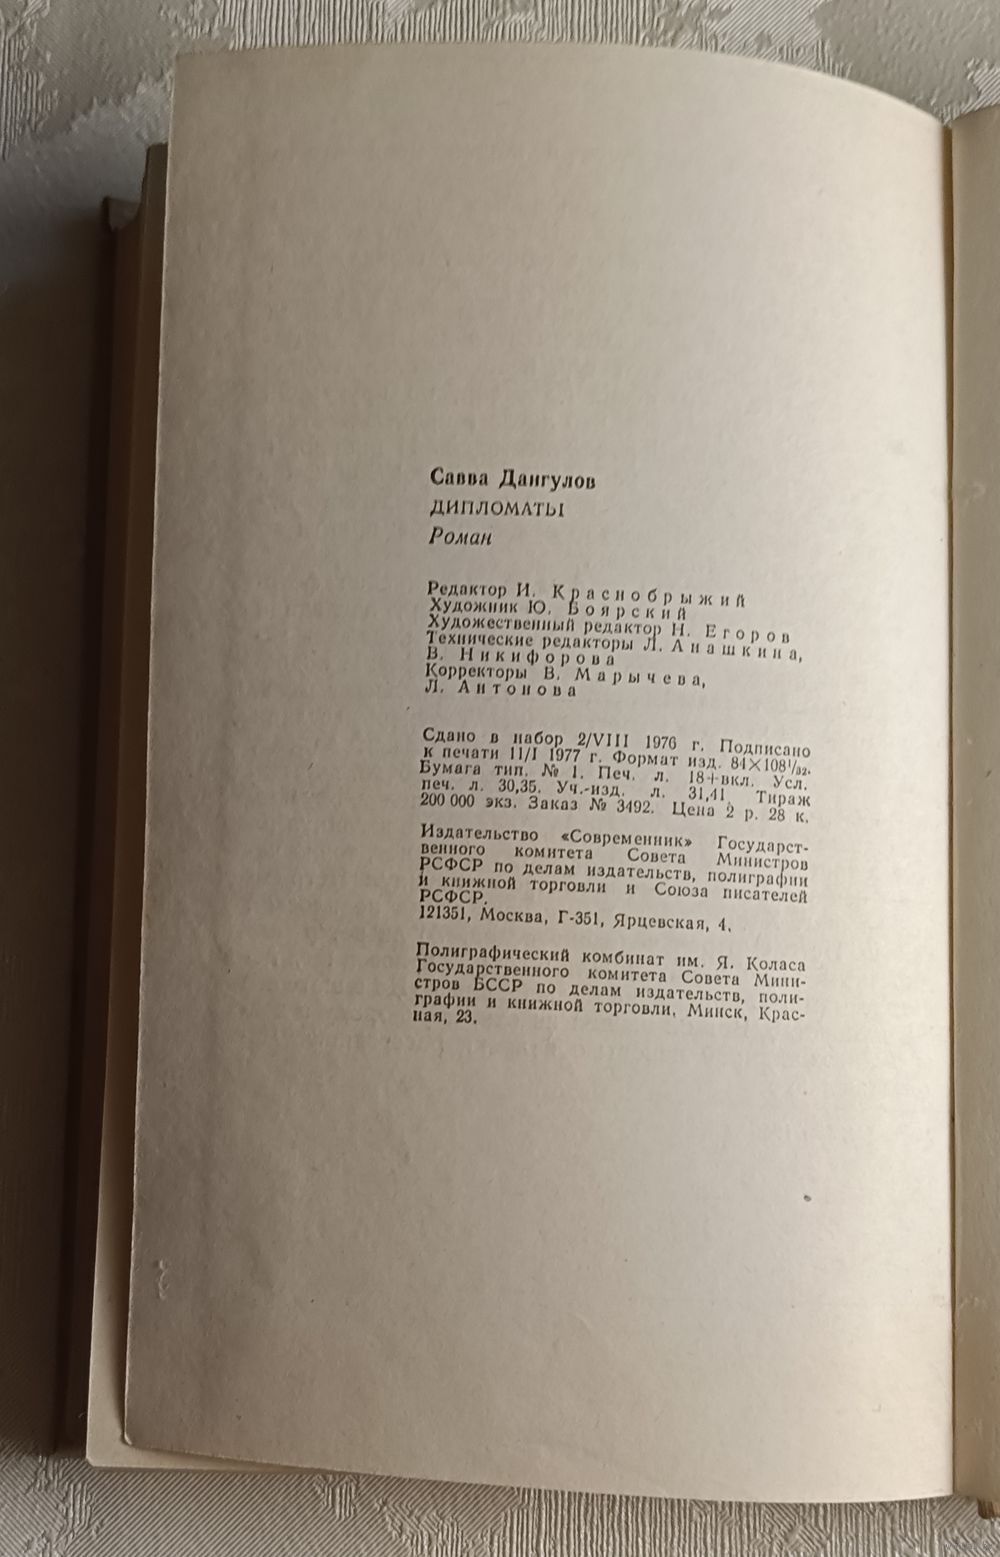 Савва Дангулов
ДИПЛОМАТЫ
Роман
Редактор И. Краснобрыжий
Художник Ю. Боярский
Художественный редактор Н. Егоров
Технические редакторы Л. Анашкина,
В. Никифорова
Корректоры В. Марычева,
Л. Антонова
Сдано в набор 2/VIII 1976 г. Подписано
к печати 11/I 1977 г. Формат изд. 84×108¹/₃₂.
Бумага тип. № 1. Печ. л. 18+вкл. Усл.
печ. л. 30,35. Уч.-изд. л. 31,41. Тираж
200 000 экз. Заказ № 3492. Цена 2 р. 28 к.
Издательство «Современник» Государст-
венного комитета Совета Министров
РСФСР по делам издательств, полиграфии
и книжной торговли и Союза писателей
РСФСР.
121351, Москва, Г-351, Ярцевская, 4.
Полиграфический комбинат им. Я. Коласа
Государственного комитета Совета Мини-
стров БССР по делам издательств, поли-
графии и книжной торговли, Минск, Крас-
ная, 23.